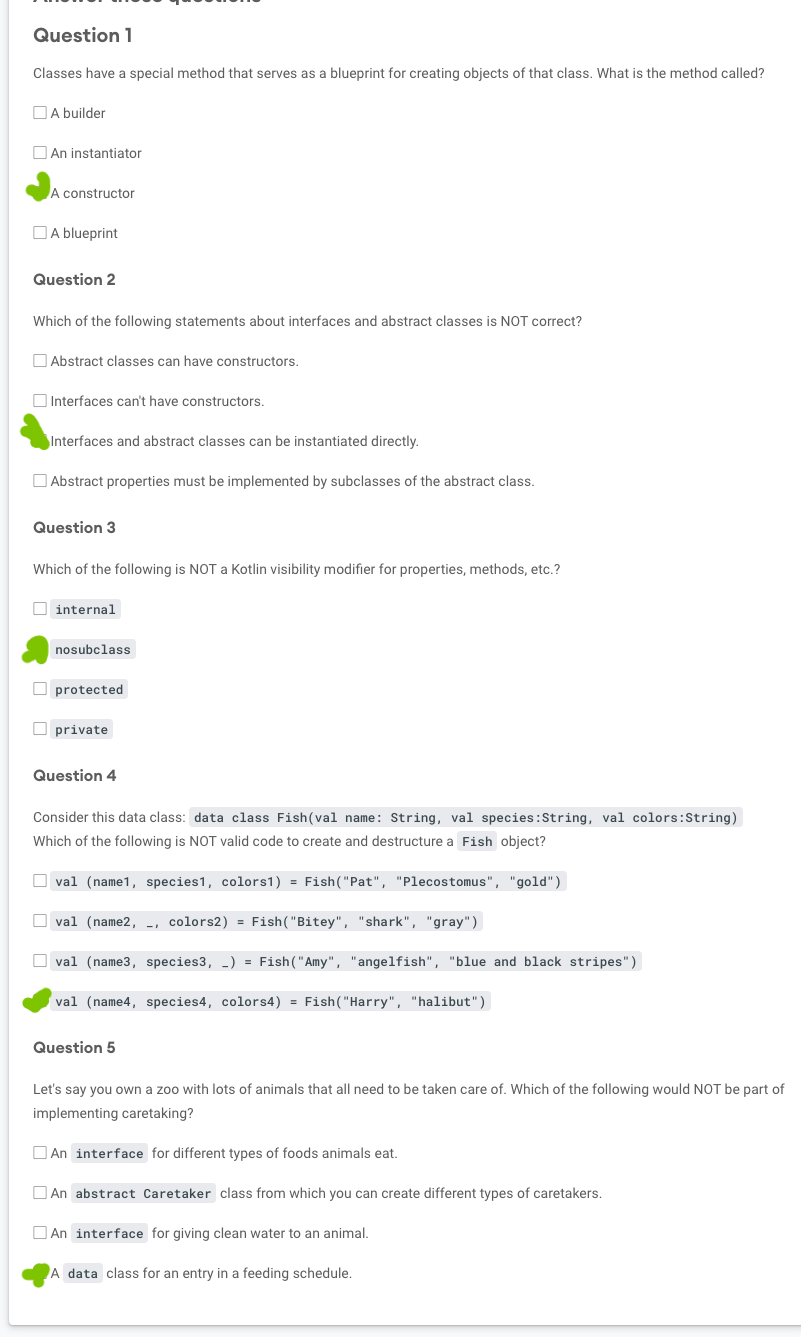 Answer these questions
Question 1
Classes have a special method that serves as a blueprint for creating objects of that class. What is the method called?
A builder
An instantiator
A constructor
A blueprint
Question 2
Which of the following statements about interfaces and abstract classes is NOT correct?
Abstract classes can have constructors.
Interfaces can't have constructors.
Interfaces and abstract classes can be instantiated directly.
Abstract properties must be implemented by subclasses of the abstract class.
Question 3
Which of the following is NOT a Kotlin visibility modifier for properties, methods, etc.?
internal
nosubclass
protected
private
Question 4
Consider this data class: data class Fish(val name: String, val species:String, val colors:String)
Which of the following is NOT valid code to create and destructure a Fish object?
val (name1, species1, colors1) = Fish("Pat", "Plecostomus", "gold")
val (name2, _, colors2) = Fish("Bitey", "shark", "gray")
val (name3, species3, _) = Fish("Amy", "angelfish", "blue and black stripes")
val (name4, species4, colors4) = Fish("Harry", "halibut")
Question 5
Let's say you own a zoo with lots of animals that all need to be taken care of. Which of the following would NOT be part of
implementing caretaking?
An interface for different types of foods animals eat.
An abstract Caretaker class from which you can create different types of caretakers.
An interface for giving clean water to an animal.
A data class for an entry in a feeding schedule.